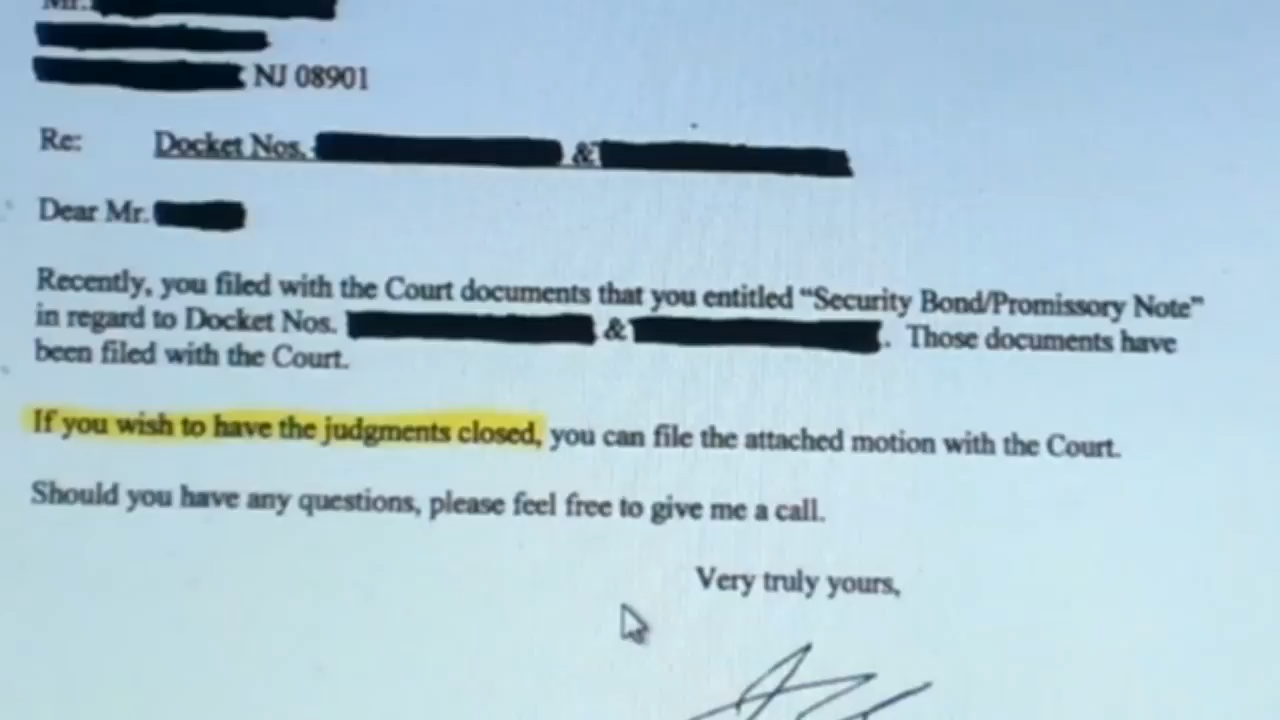 Mr.
NJ 08901
Re: Docket Nos. &
Dear Mr.
Recently, you filed with the Court documents that you entitled “Security Bond/Promissory Note”
in regard to Docket Nos. & . Those documents have
been filed with the Court.
If you wish to have the judgments closed, you can file the attached motion with the Court.
Should you have any questions, please feel free to give me a call.
Very truly yours,